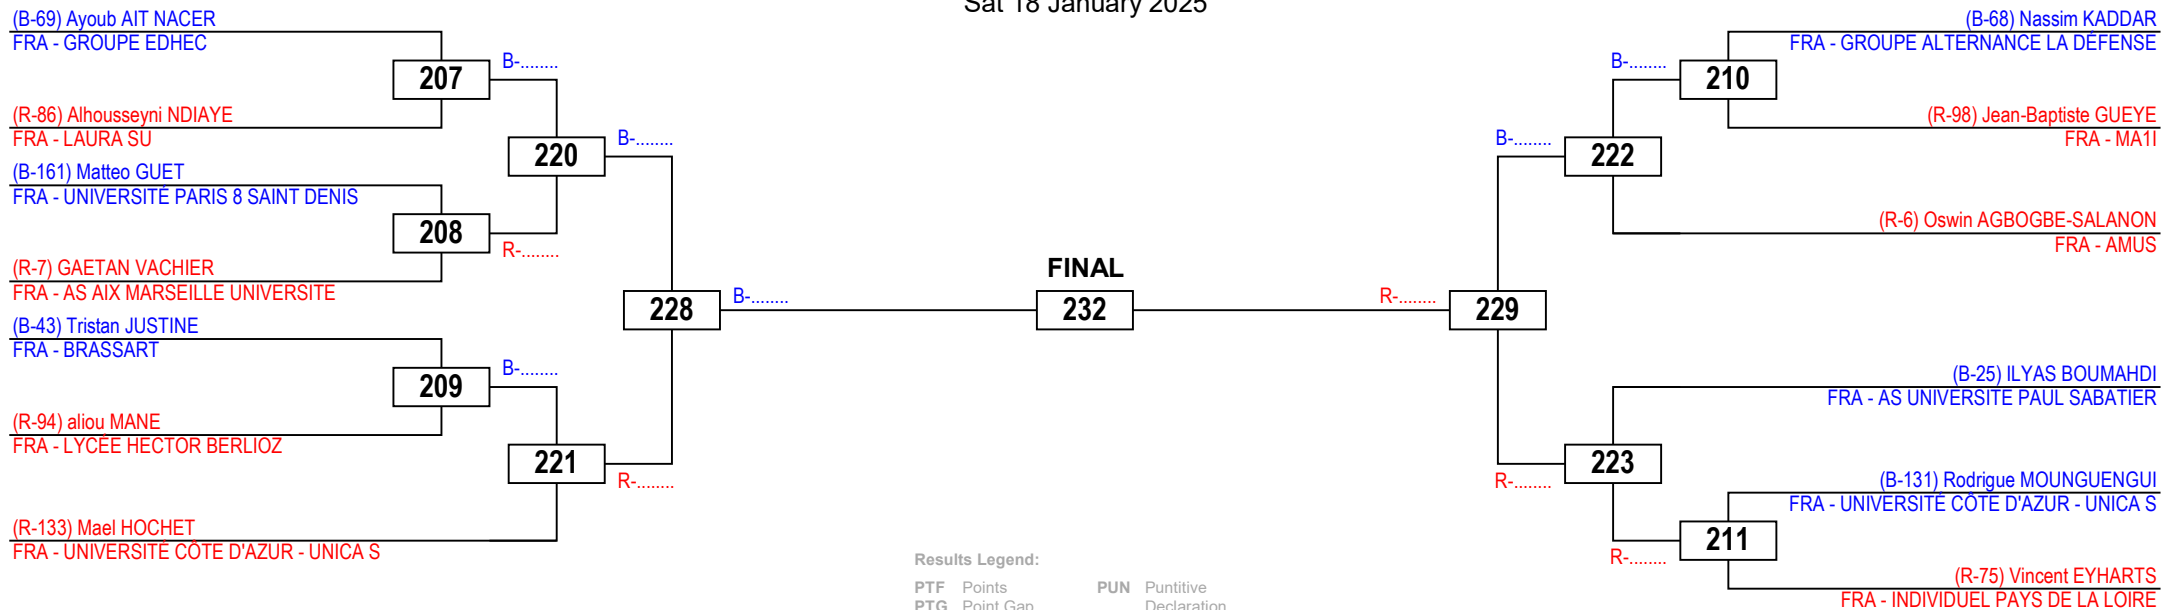 Sat 18 January 2025
(B-69) Ayoub AIT NACER
FRA - GROUPE EDHEC
207
B-........
(R-86) Alhousseyni NDIAYE
FRA - LAURA SU
220
B-........
(B-161) Matteo GUET
FRA - UNIVERSITÉ PARIS 8 SAINT DENIS
208
R-........
(R-7) GAETAN VACHIER
FRA - AS AIX MARSEILLE UNIVERSITE
228
B-........
(B-43) Tristan JUSTINE
FRA - BRASSART
209
B-........
(R-94) aliou MANE
FRA - LYCÉE HECTOR BERLIOZ
221
R-........
(R-133) Mael HOCHET
FRA - UNIVERSITÉ CÔTE D'AZUR - UNICA S
FINAL
232
(B-68) Nassim KADDAR
FRA - GROUPE ALTERNANCE LA DÉFENSE
B-........
210
(R-98) Jean-Baptiste GUEYE
FRA - MA1I
B-........
222
(R-6) Oswin AGBOGBE-SALANON
FRA - AMUS
R-........
229
(B-25) ILYAS BOUMAHDI
FRA - AS UNIVERSITE PAUL SABATIER
223
R-........
(B-131) Rodrigue MOUNGUENGUI
FRA - UNIVERSITÉ CÔTE D'AZUR - UNICA S
211
R-........
(R-75) Vincent EYHARTS
FRA - INDIVIDUEL PAYS DE LA LOIRE
Results Legend:
PTF Points PUN Puntitive
PTG Point Gap Declaration